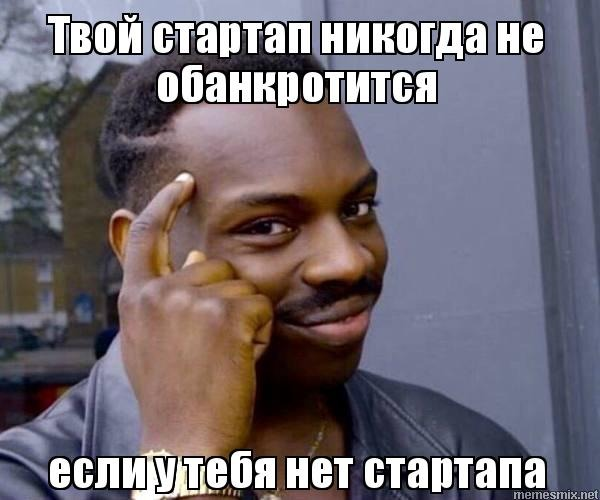 Твой стартап никогда не
обанкротится
если у тебя нет стартапа
memesmix.net